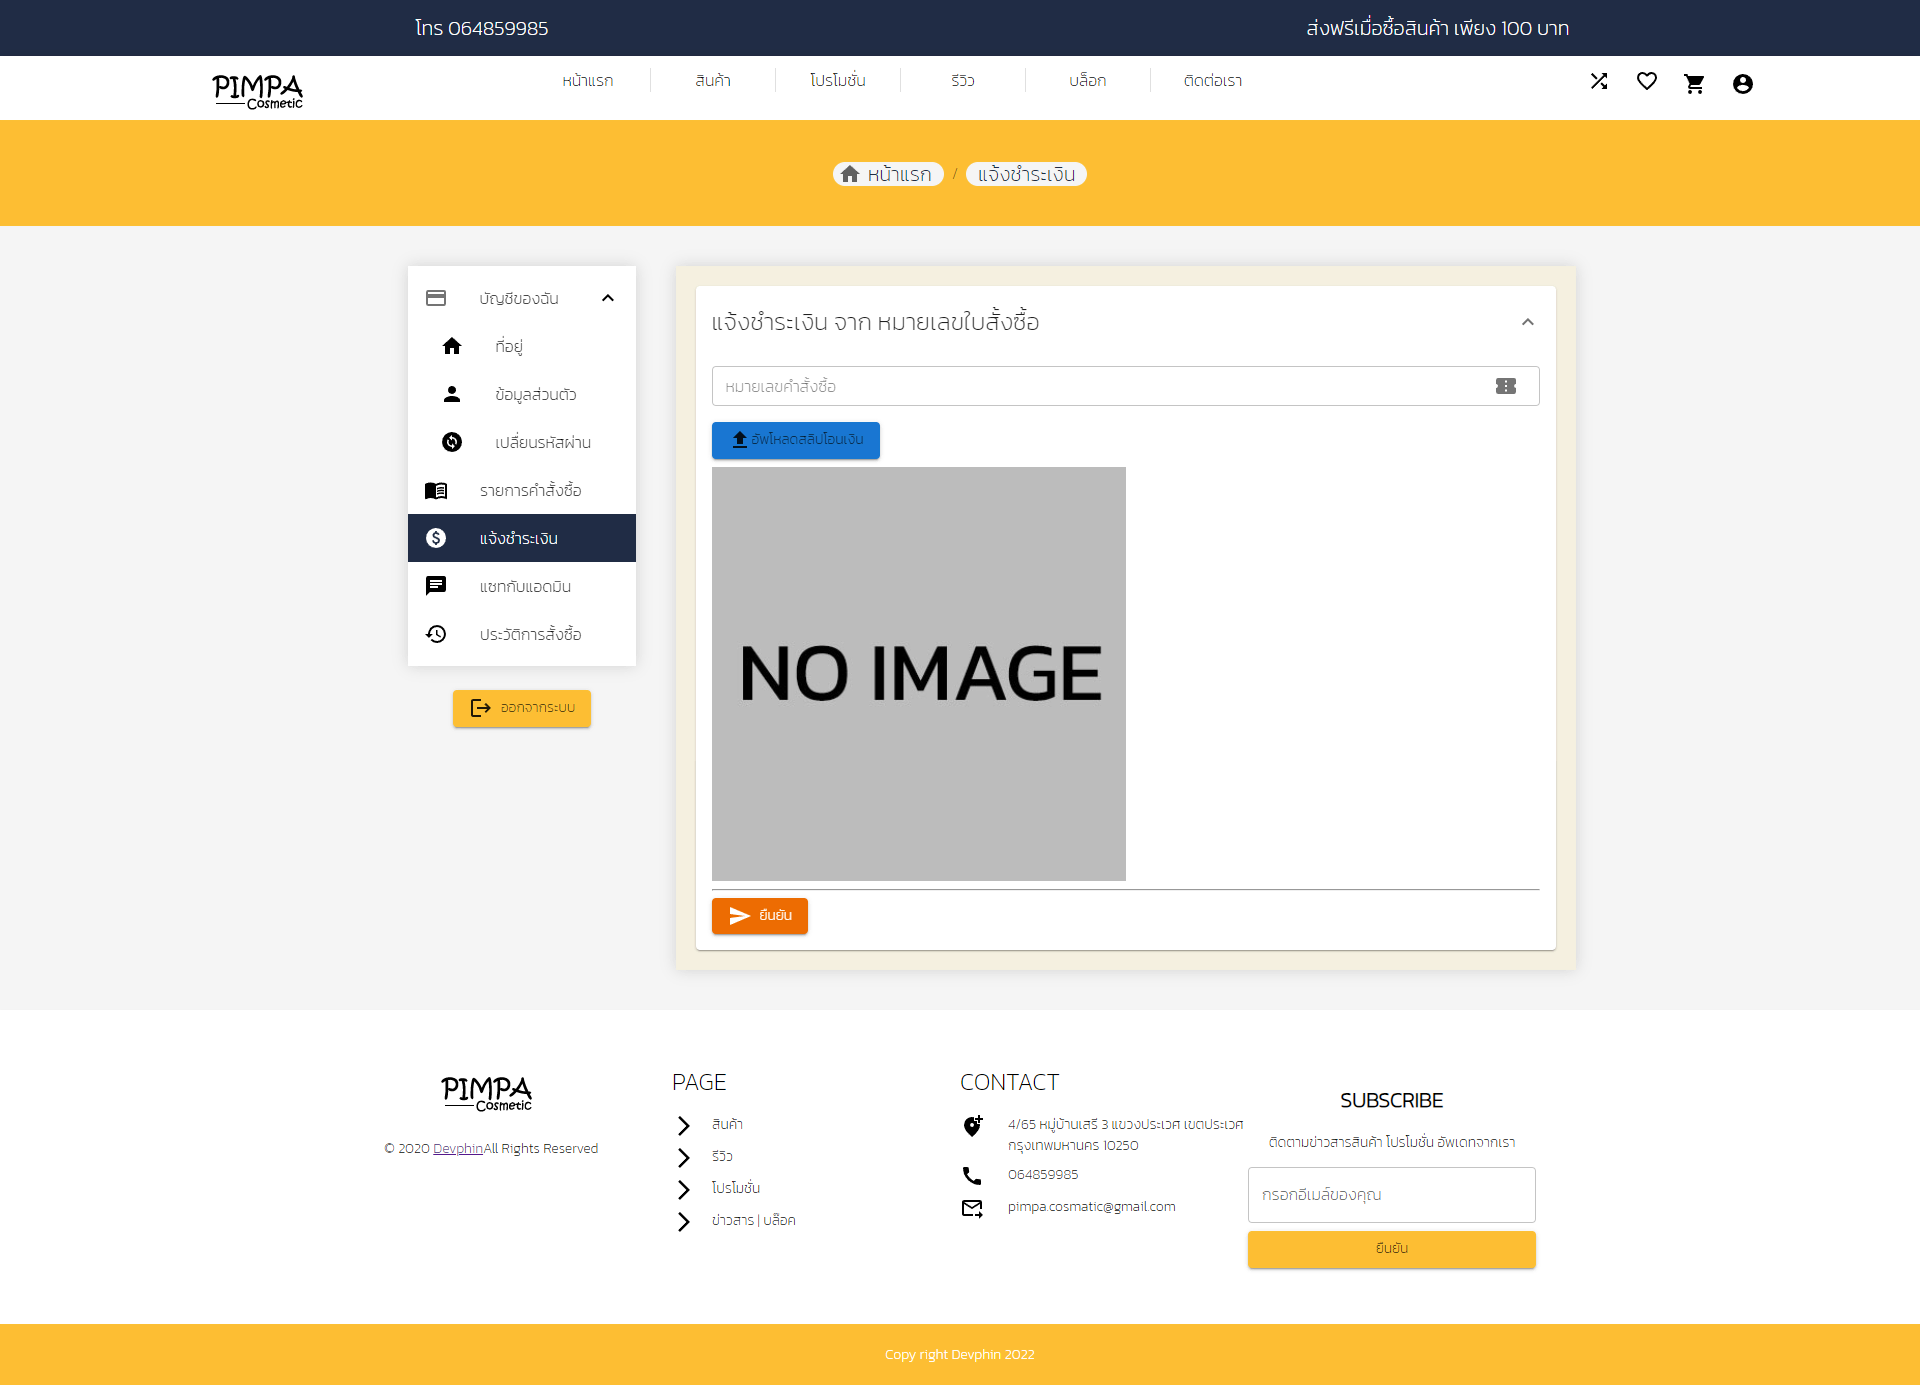 โทร 064859985
ส่งฟรีเมื่อซื้อสินค้า เพียง 100 บาท
PIMPA
Cosmetic
หน้าแรก
สินค้า
โปรโมชั่น
รีวิว
บล็อก
ติดต่อเรา
หน้าแรก / แจ้งชำระเงิน
บัญชีของฉัน
ที่อยู่
ข้อมูลส่วนตัว
เปลี่ยนรหัสผ่าน
รายการคำสั่งซื้อ
แจ้งชำระเงิน
แชทกับแอดมิน
ประวัติการสั่งซื้อ
ออกจากระบบ
แจ้งชำระเงิน จาก หมายเลขใบสั่งซื้อ
หมายเลขคำสั่งซื้อ
อัพโหลดสลิปโอนเงิน
NO IMAGE
ยืนยัน
PIMPA
Cosmetic
© 2020 DevphinAll Rights Reserved
PAGE
สินค้า
รีวิว
โปรโมชั่น
ข่าวสาร | บล๊อค
CONTACT
4/65 หมู่บ้านเสรี 3 แขวงประเวศ เขตประเวศ
กรุงเทพมหานคร 10250
064859985
pimpa.cosmatic@gmail.com
SUBSCRIBE
ติดตามข่าวสารสินค้า โปรโมชั่น อัพเดทจากเรา
กรอกอีเมล์ของคุณ
ยืนยัน
Copy right Devphin 2022